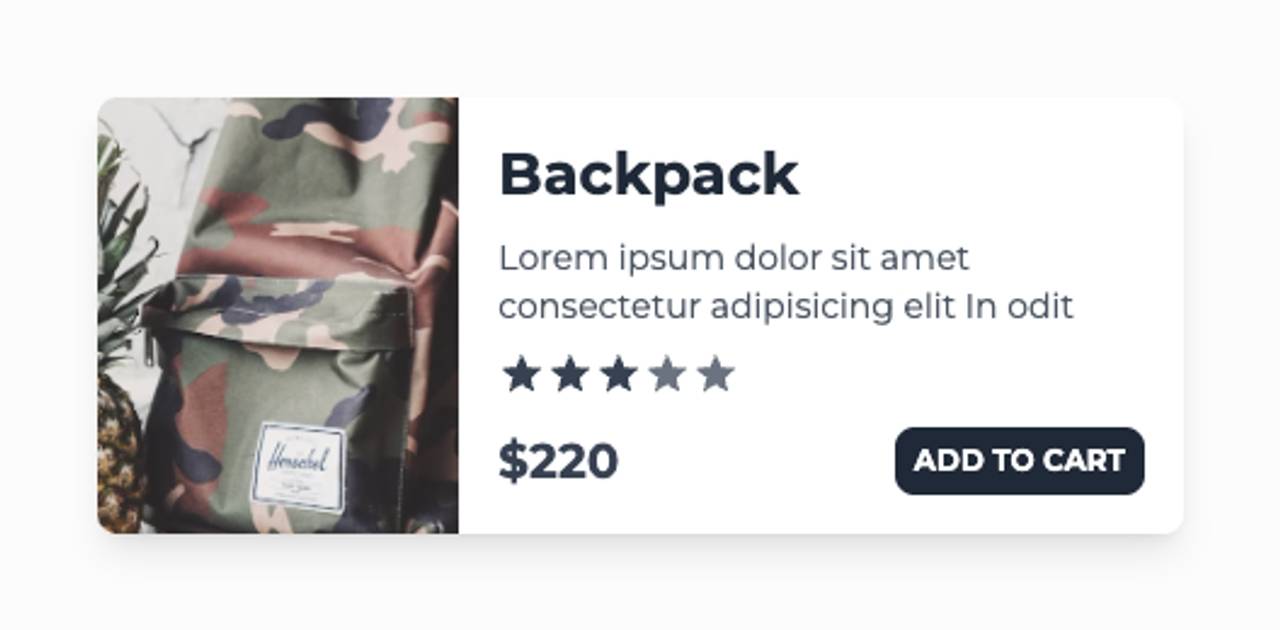 Backpack
Lorem ipsum dolor sit amet
consectetur adipisicing elit In odit
$220
ADD TO CART
Herschel